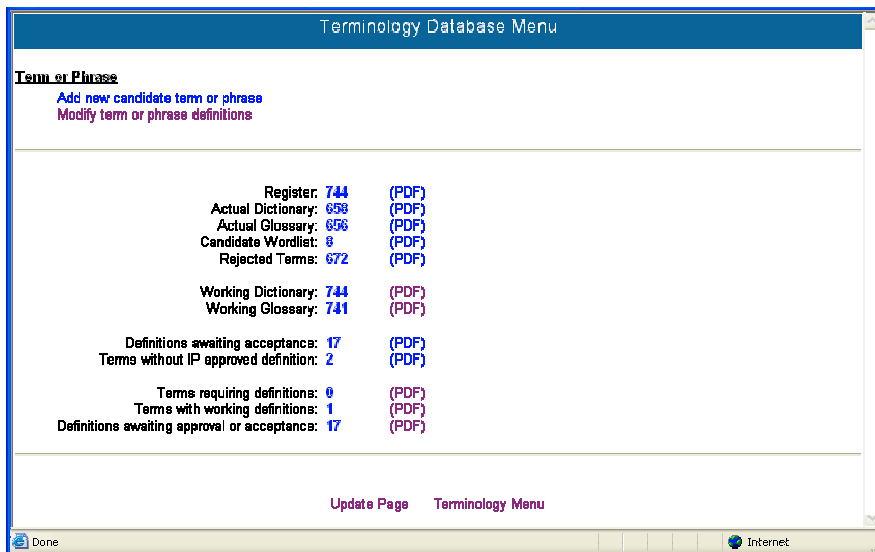 Terminology Database Menu
Term or Phrase
Add new candidate term or phrase
Modify term or phrase definitions
Register: 744 (PDF)
Actual Dictionary: 658 (PDF)
Actual Glossary: 656 (PDF)
Candidate Wordlist: 8 (PDF)
Rejected Terms: 672 (PDF)
Working Dictionary: 744 (PDF)
Working Glossary: 741 (PDF)
Definitions awaiting acceptance: 17 (PDF)
Terms without IP approved definition: 2 (PDF)
Terms requiring definitions: 0 (PDF)
Terms with working definitions: 1 (PDF)
Definitions awaiting approval or acceptance: 17 (PDF)
Update Page Terminology Menu
Done Internet